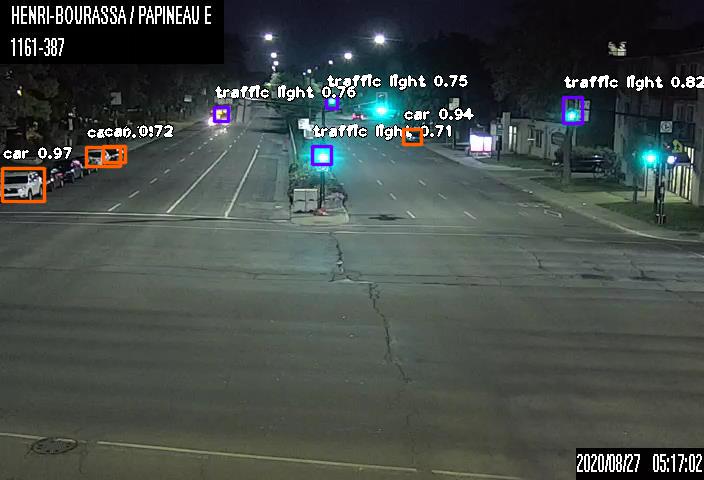 HENRI-BOURASSA / PAPINEAU E
1161-387
traffic light 0.75
traffic light 0.76
traffic light 0.82
car 0.94
traffic light 0.71
0.72
car 0.97
2020/08/27 05:17:02